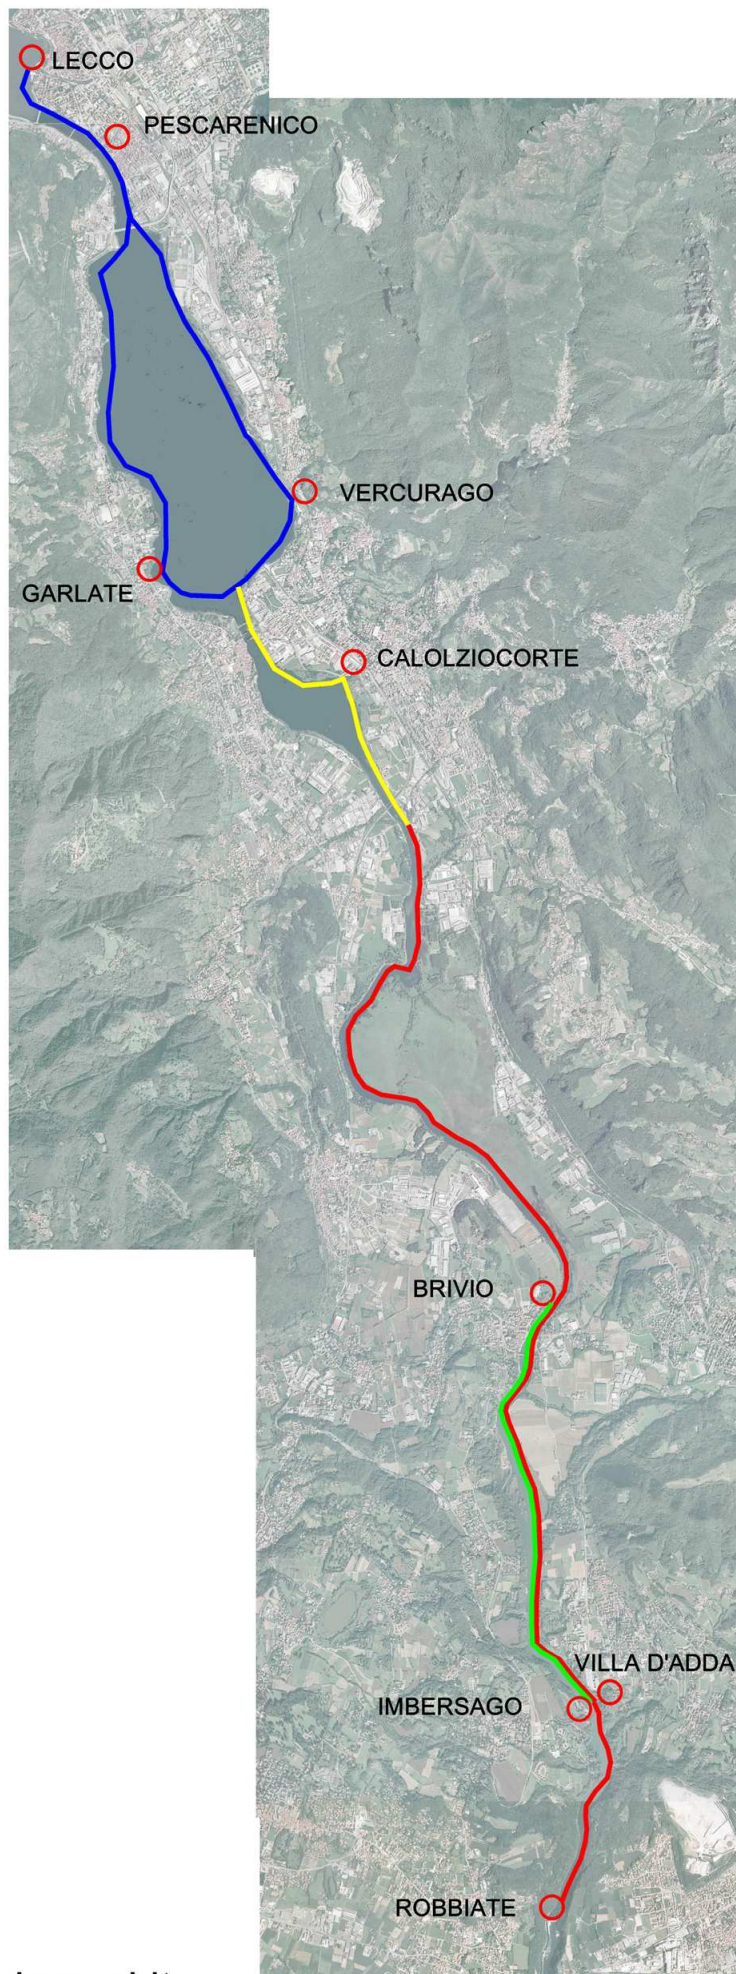 LECCO
PESCARENICO
VERCURAGO
GARLATE
CALOLZIOCORTE
BRIVIO
VILLA D'ADDA
IMBERSAGO
ROBBIATE